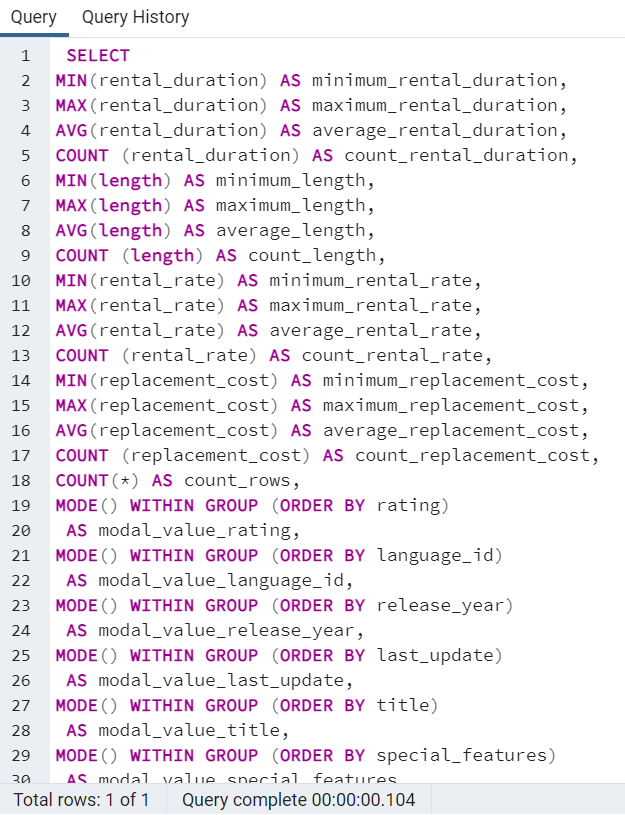 Query Query History
1 SELECT
2 MIN(rental_duration) AS minimum_rental_duration,
3 MAX(rental_duration) AS maximum_rental_duration,
4 AVG(rental_duration) AS average_rental_duration,
5 COUNT (rental_duration) AS count_rental_duration,
6 MIN(length) AS minimum_length,
7 MAX(length) AS maximum_length,
8 AVG(length) AS average_length,
9 COUNT (length) AS count_length,
10 MIN(rental_rate) AS minimum_rental_rate,
11 MAX(rental_rate) AS maximum_rental_rate,
12 AVG(rental_rate) AS average_rental_rate,
13 COUNT (rental_rate) AS count_rental_rate,
14 MIN(replacement_cost) AS minimum_replacement_cost,
15 MAX(replacement_cost) AS maximum_replacement_cost,
16 AVG(replacement_cost) AS average_replacement_cost,
17 COUNT (replacement_cost) AS count_replacement_cost,
18 COUNT(*) AS count_rows,
19 MODE() WITHIN GROUP (ORDER BY rating)
20 AS modal_value_rating,
21 MODE() WITHIN GROUP (ORDER BY language_id)
22 AS modal_value_language_id,
23 MODE() WITHIN GROUP (ORDER BY release_year)
24 AS modal_value_release_year,
25 MODE() WITHIN GROUP (ORDER BY last_update)
26 AS modal_value_last_update,
27 MODE() WITHIN GROUP (ORDER BY title)
28 AS modal_value_title,
29 MODE() WITHIN GROUP (ORDER BY special_features)
30 AS modal_value_special_features
Total rows: 1 of 1 Query complete 00:00:00.104